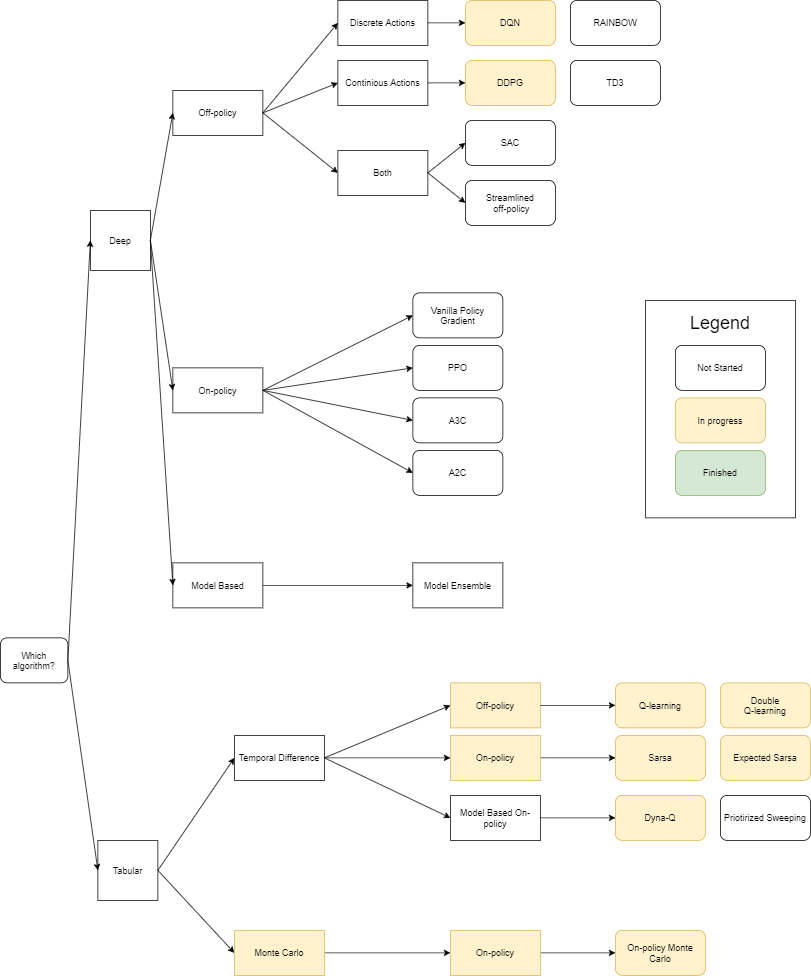 Discrete Actions
DQN
RAINBOW
Continious Actions
DDPG
TD3
Off-policy
SAC
Both
Streamlined
off-policy
Deep
Vanilla Policy
Gradient
Legend
PPO
Not Started
On-policy
A3C
In progress
A2C
Finished
Model Based
Model Ensemble
Which
algorithm?
Off-policy
Q-learning
Double
Q-learning
Temporal Difference
On-policy
Sarsa
Expected Sarsa
Model Based On-
policy
Dyna-Q
Priotirized Sweeping
Tabular
Monte Carlo
On-policy
On-policy Monte
Carlo